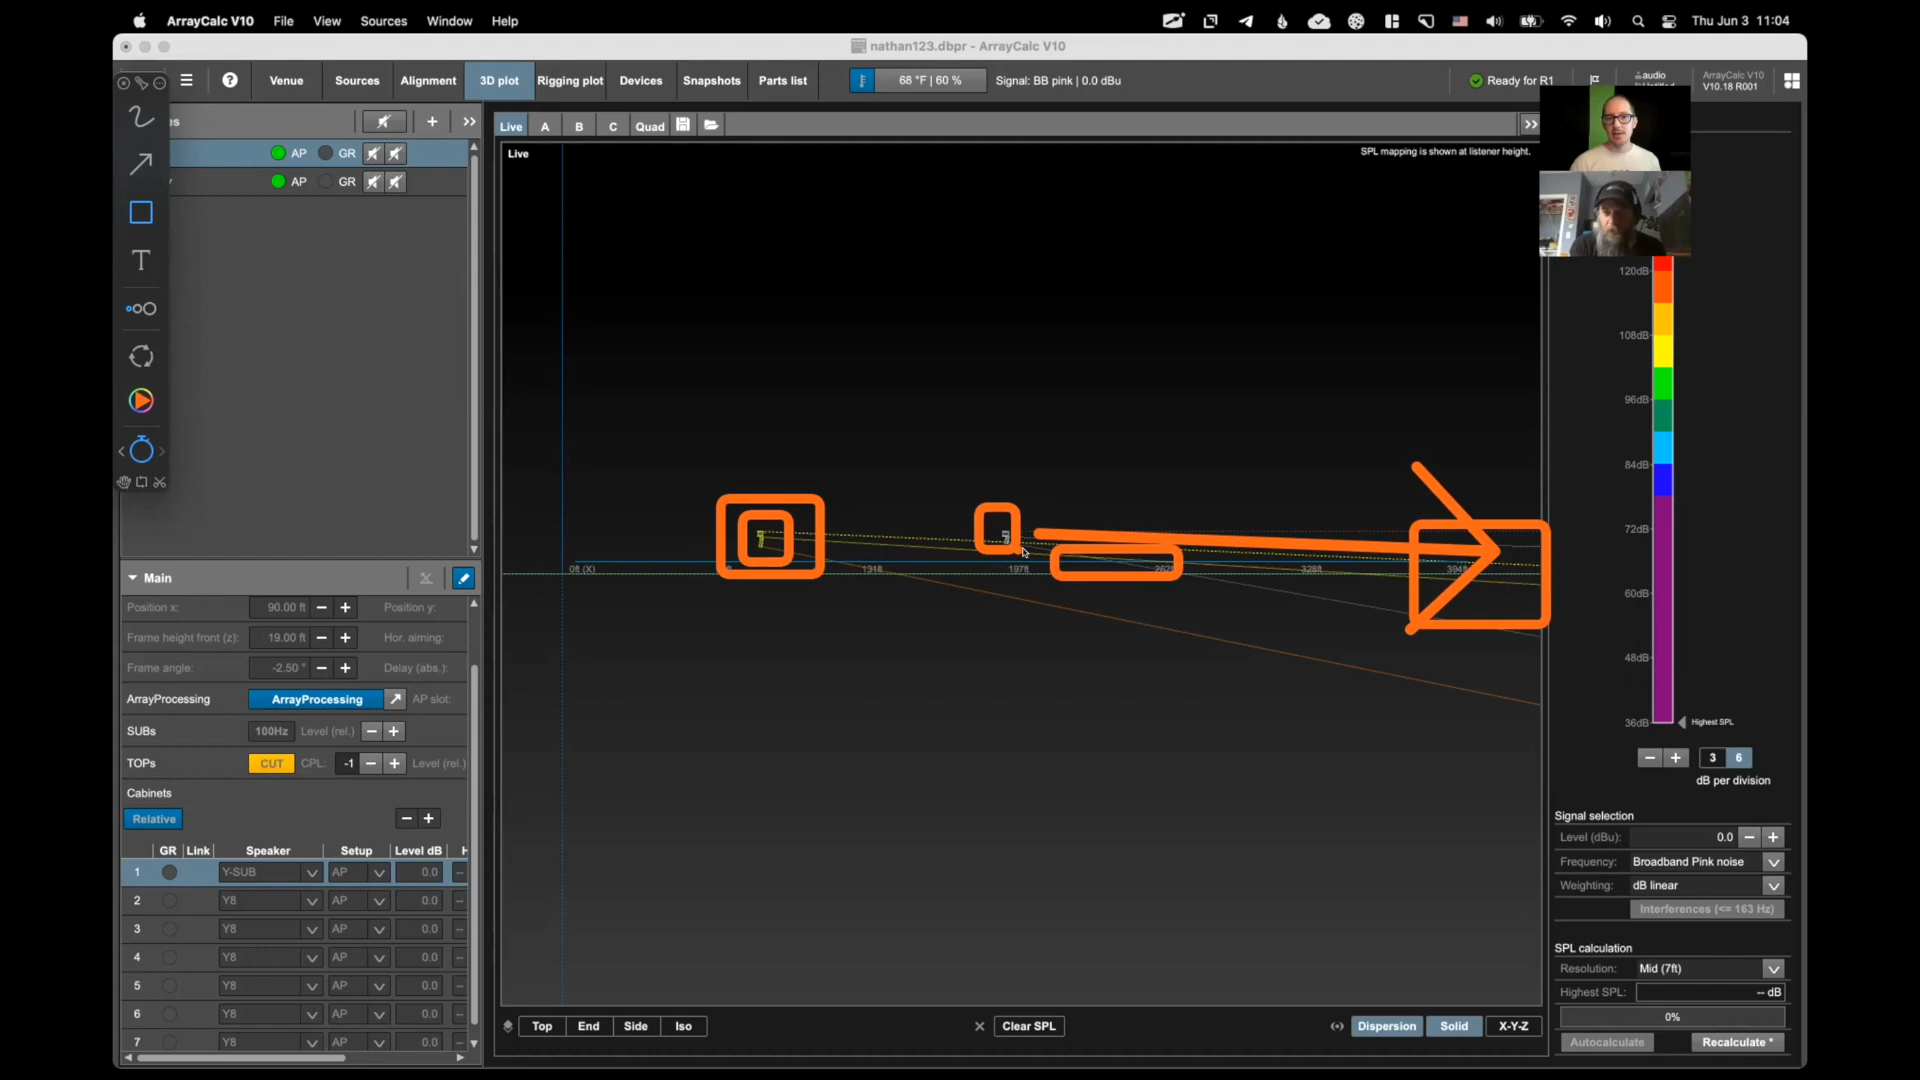 ArrayCalc V10 File View Sources Window Help Thu Jun 3 11:04
nathan123.dbpr - ArrayCalc V10
Venue Sources Alignment 3D plot Rigging plot Devices Snapshots Parts list 68 °F | 60 % Signal: BB pink | 0.0 dBu Ready for R1 ArrayCalc V10
audio V10.18 R001
Live A B C Quad
AP GR
AP GR
Live SPL mapping is shown at listener height.
120dB
108dB
96dB
84dB
72dB
60dB
48dB
36dB Highest SPL
0ft (X) 131ft 197ft 262ft 328ft 394ft
T
Main
Position x: 90.00 ft Position y:
Frame height front (z): 19.00 ft Hor. aiming:
Frame angle: -2.50 ° Delay (abs.):
ArrayProcessing ArrayProcessing AP slot:
SUBs 100Hz Level (rel.)
TOPs CUT CPL: -1 Level (rel.)
Cabinets
Relative
GR Link Speaker Setup Level dB H
1 Y-SUB AP 0.0
2 Y8 AP 0.0
3 Y8 AP 0.0
4 Y8 AP 0.0
5 Y8 AP 0.0
6 Y8 AP 0.0
7 Y8 AP 0.0
Top End Side Iso Clear SPL Dispersion Solid X-Y-Z
3 6
dB per division
Signal selection
Level (dBu): 0.0
Frequency: Broadband Pink noise
Weighting: dB linear
Interferences (<= 163 Hz)
SPL calculation
Resolution: Mid (7ft)
Highest SPL: -- dB
0%
Autocalculate Recalculate *